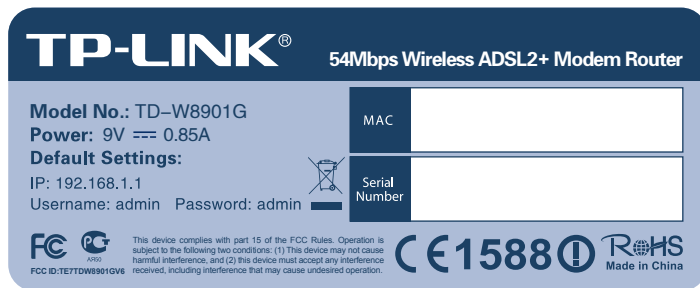 TP-LINK®
54Mbps Wireless ADSL2+ Modem Router
Model No.: TD-W8901G
Power: 9V ⎓ 0.85A
Default Settings:
IP: 192.168.1.1
Username: admin Password: admin
MAC
Serial
Number
FC
PG
АЯ60
FCC ID:TE7TDW8901GV6
This device complies with part 15 of the FCC Rules. Operation is
subject to the following two conditions: (1) This device may not cause
harmful interference, and (2) this device must accept any interference
received, including interference that may cause undesired operation.
CE1588
RoHS
Made in China